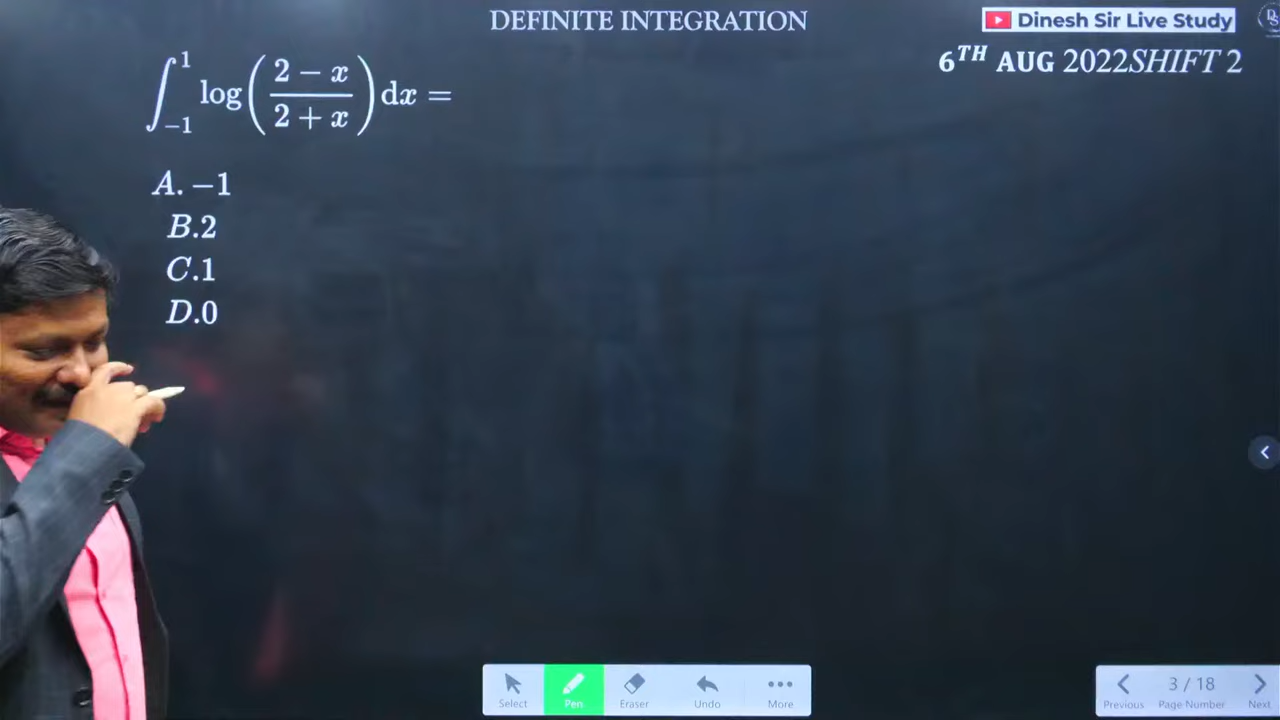 DEFINITE INTEGRATION
Dinesh Sir Live Study
6TH AUG 2022SHIFT 2
∫_{-1}^{1} log((2 − x)/(2 + x)) dx =
A. −1
B.2
C.1
D.0
Select
Pen
Eraser
Undo
More
Previous
3 / 18
Page Number
Next